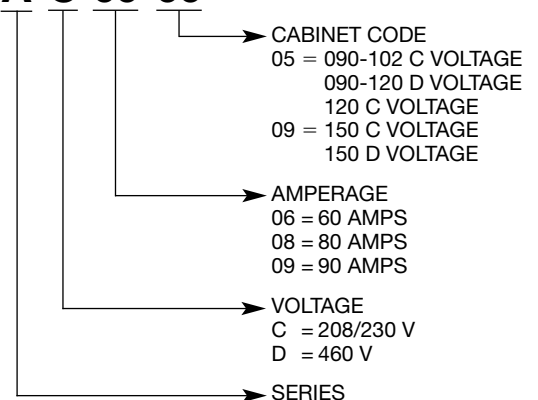 CABINET CODE
05 = 090-102 C VOLTAGE
090-120 D VOLTAGE
120 C VOLTAGE
09 = 150 C VOLTAGE
150 D VOLTAGE
AMPERAGE
06 = 60 AMPS
08 = 80 AMPS
09 = 90 AMPS
VOLTAGE
C = 208/230 V
D = 460 V
SERIES